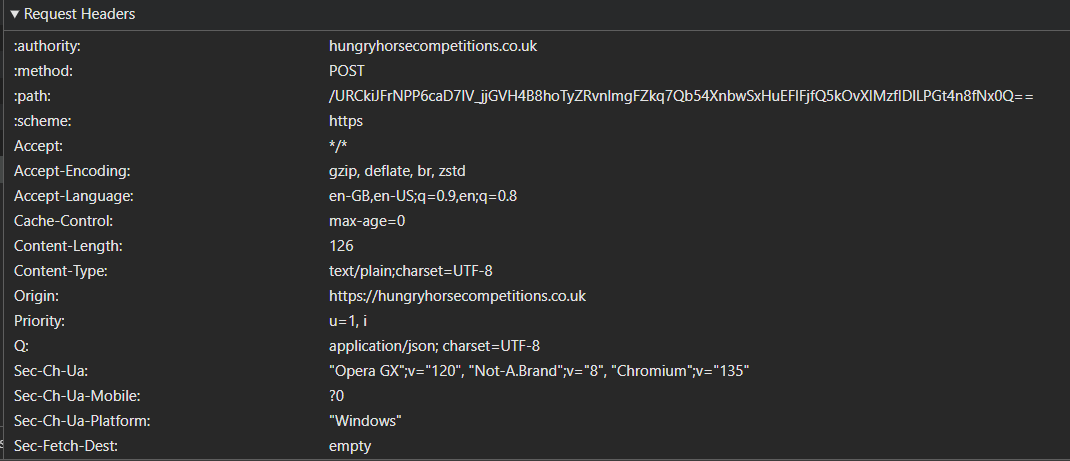 ▼ Request Headers
:authority: hungryhorsecompetitions.co.uk
:method: POST
:path: /URCkiJFrNPP6caD7lV_jjGVH4B8hoTyZRvnlmgFZkq7Qb54XnbwSxHuEFlFjfQ5kOvXlMzflDlLPGt4n8fNx0Q==
:scheme: https
Accept: */*
Accept-Encoding: gzip, deflate, br, zstd
Accept-Language: en-GB,en-US;q=0.9,en;q=0.8
Cache-Control: max-age=0
Content-Length: 126
Content-Type: text/plain;charset=UTF-8
Origin: https://hungryhorsecompetitions.co.uk
Priority: u=1, i
Q: application/json; charset=UTF-8
Sec-Ch-Ua: "Opera GX";v="120", "Not-A.Brand";v="8", "Chromium";v="135"
Sec-Ch-Ua-Mobile: ?0
Sec-Ch-Ua-Platform: "Windows"
Sec-Fetch-Dest: empty